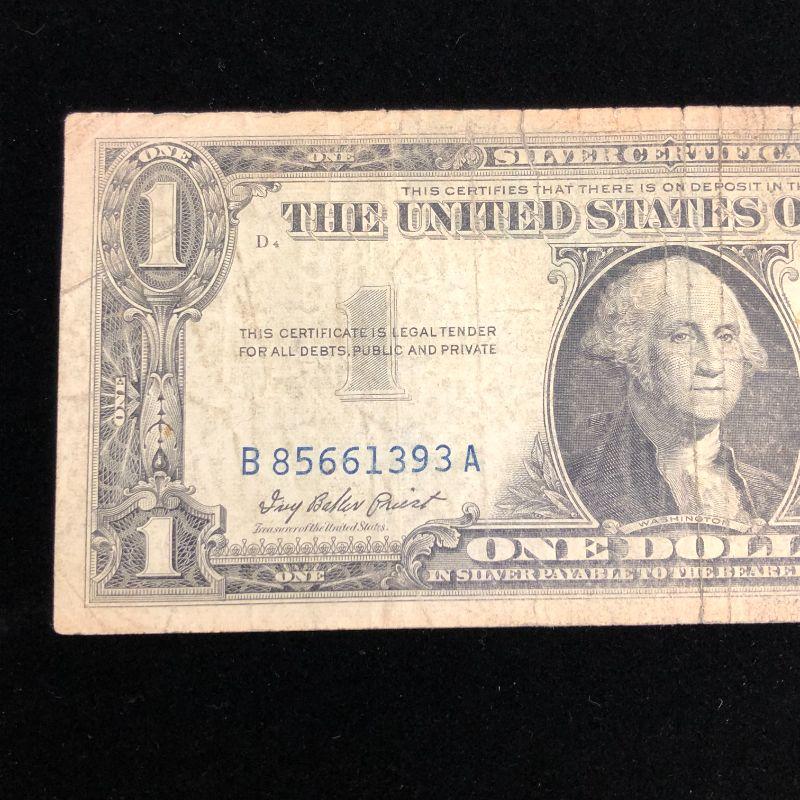 ONE
ONE
SILVER CERTIFICA
1
THIS CERTIFIES THAT THERE IS ON DEPOSIT IN TH
THE UNITED STATES O
D 4
1
THIS CERTIFICATE IS LEGAL TENDER
FOR ALL DEBTS, PUBLIC AND PRIVATE
ONE
B 85661393 A
Ivy Baker Priest
Treasurer of the United States.
WASHINGTON
1
ONE DOLL
ONE
IN SILVER PAYABLE TO THE BEARE